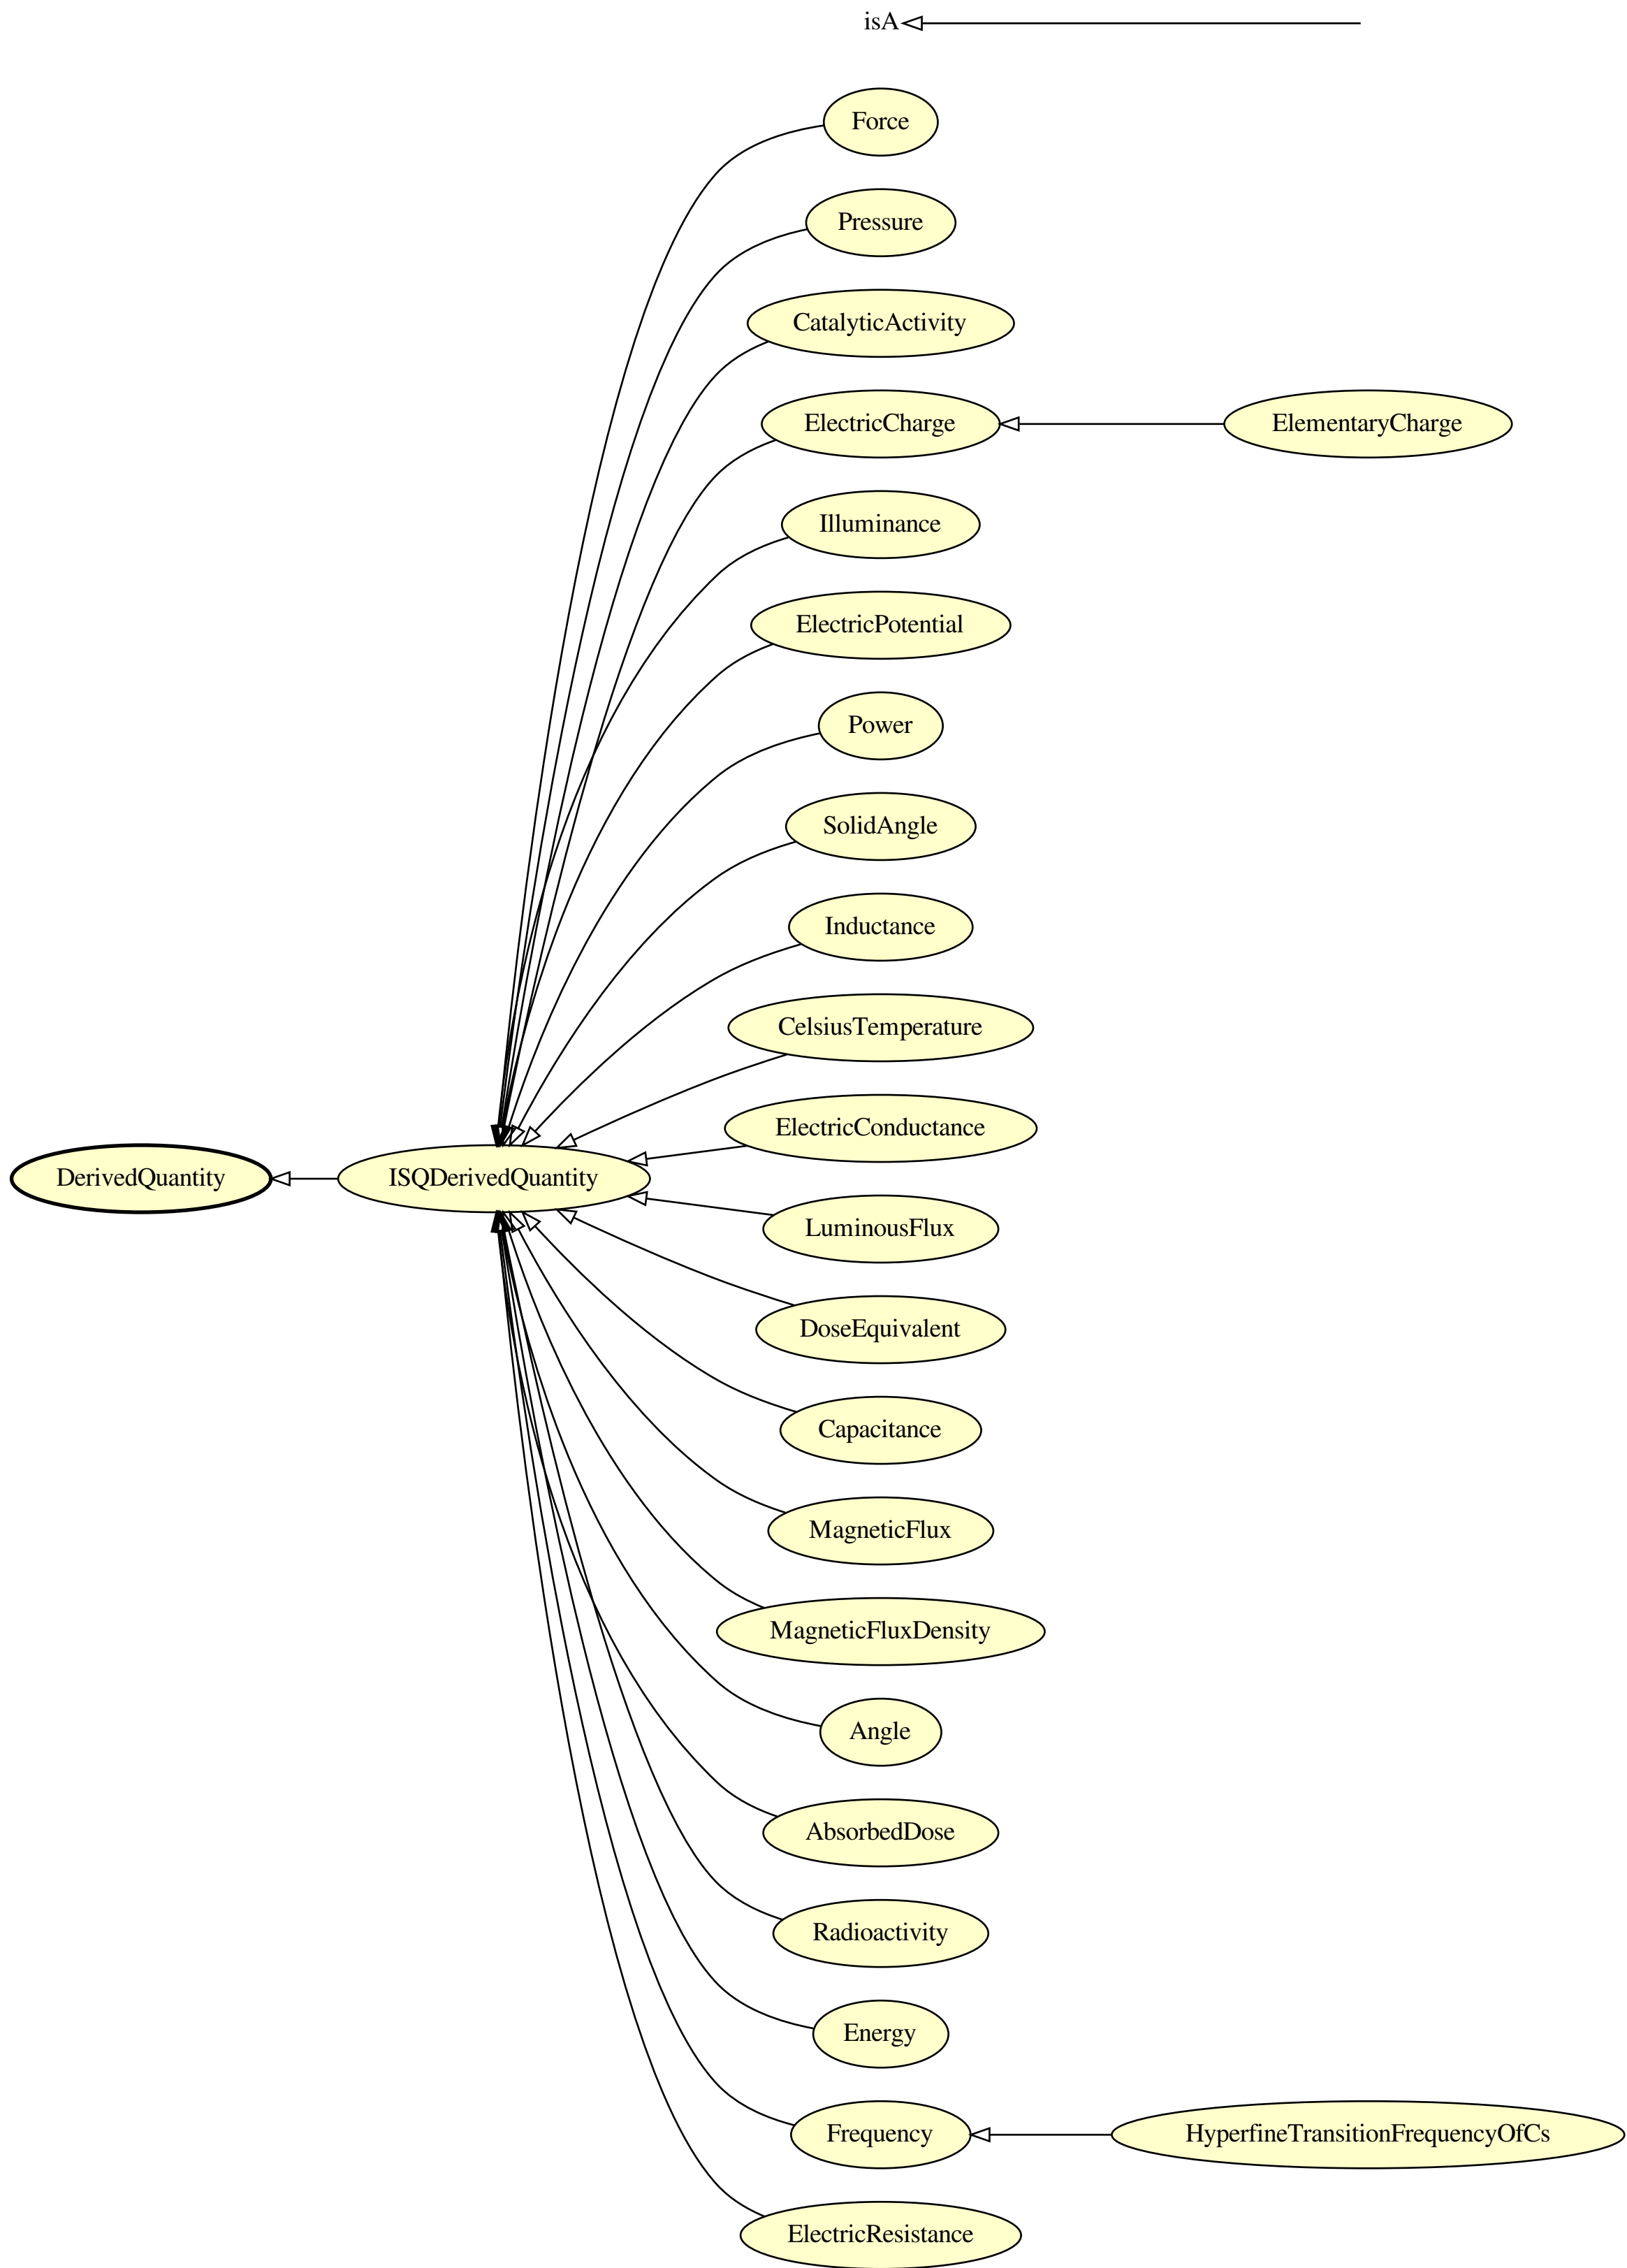 isA
Force
Pressure
CatalyticActivity
ElectricCharge
ElementaryCharge
Illuminance
ElectricPotential
Power
SolidAngle
Inductance
CelsiusTemperature
ElectricConductance
DerivedQuantity
ISQDerivedQuantity
LuminousFlux
DoseEquivalent
Capacitance
MagneticFlux
MagneticFluxDensity
Angle
AbsorbedDose
Radioactivity
Energy
Frequency
HyperfineTransitionFrequencyOfCs
ElectricResistance